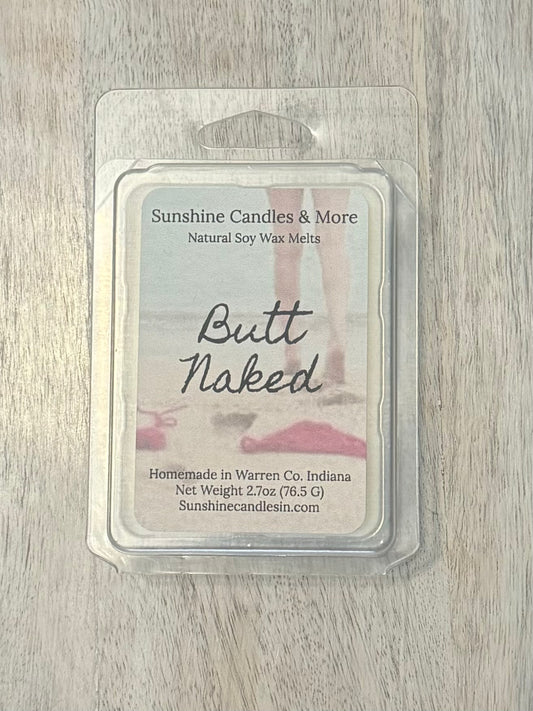 Sunshine Candles & More
Natural Soy Wax Melts
Butt
Naked
Homemade in Warren Co. Indiana
Net Weight 2.7oz (76.5 G)
Sunshinecandlesin.com